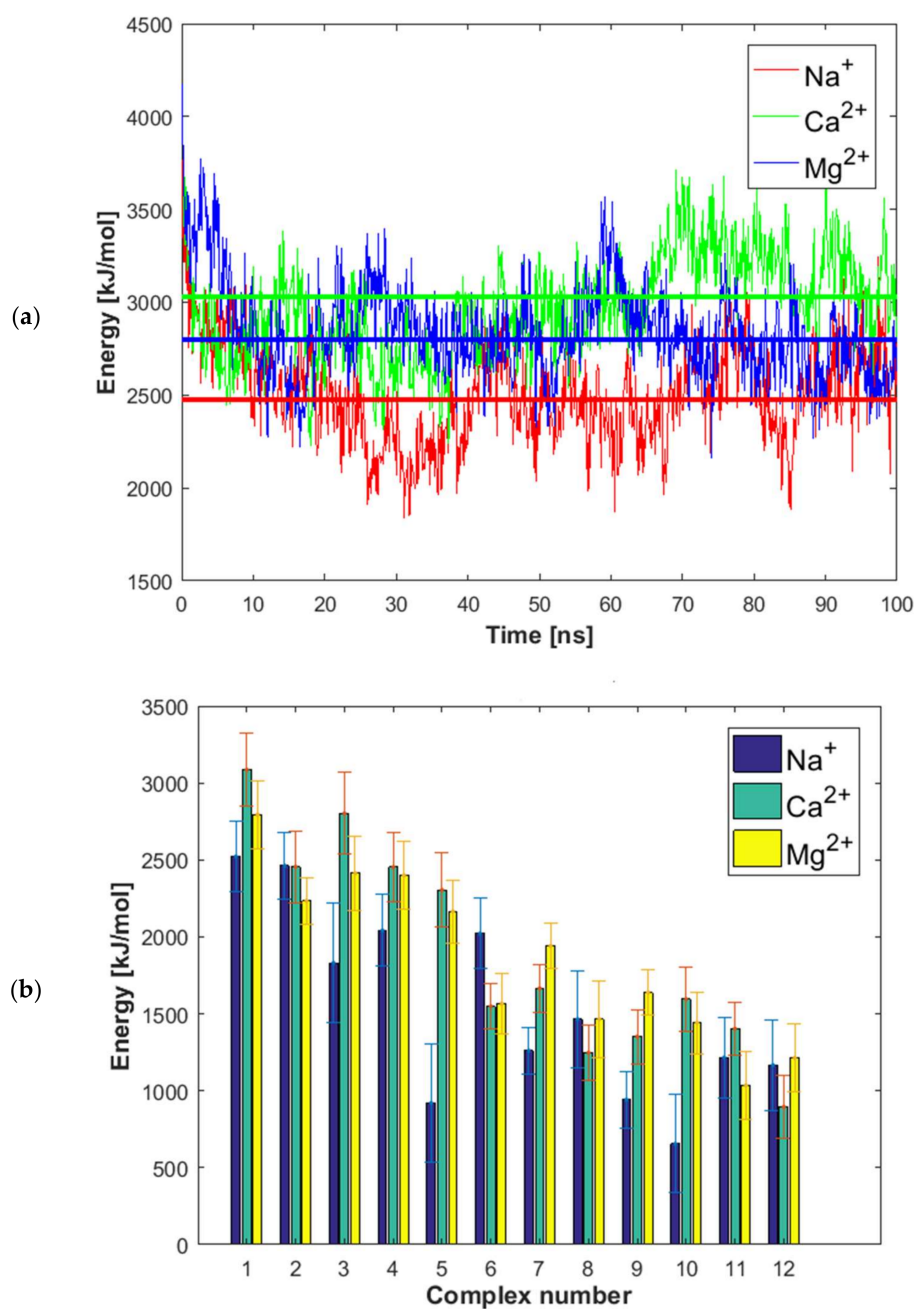 (a)
Energy [kJ/mol]
4500
4000
3500
3000
2500
2000
1500
Na+
Ca2+
Mg2+
0 10 20 30 40 50 60 70 80 90 100
Time [ns]
(b)
Energy [kJ/mol]
3500
3000
2500
2000
1500
1000
500
0
Na+
Ca2+
Mg2+
1 2 3 4 5 6 7 8 9 10 11 12
Complex number